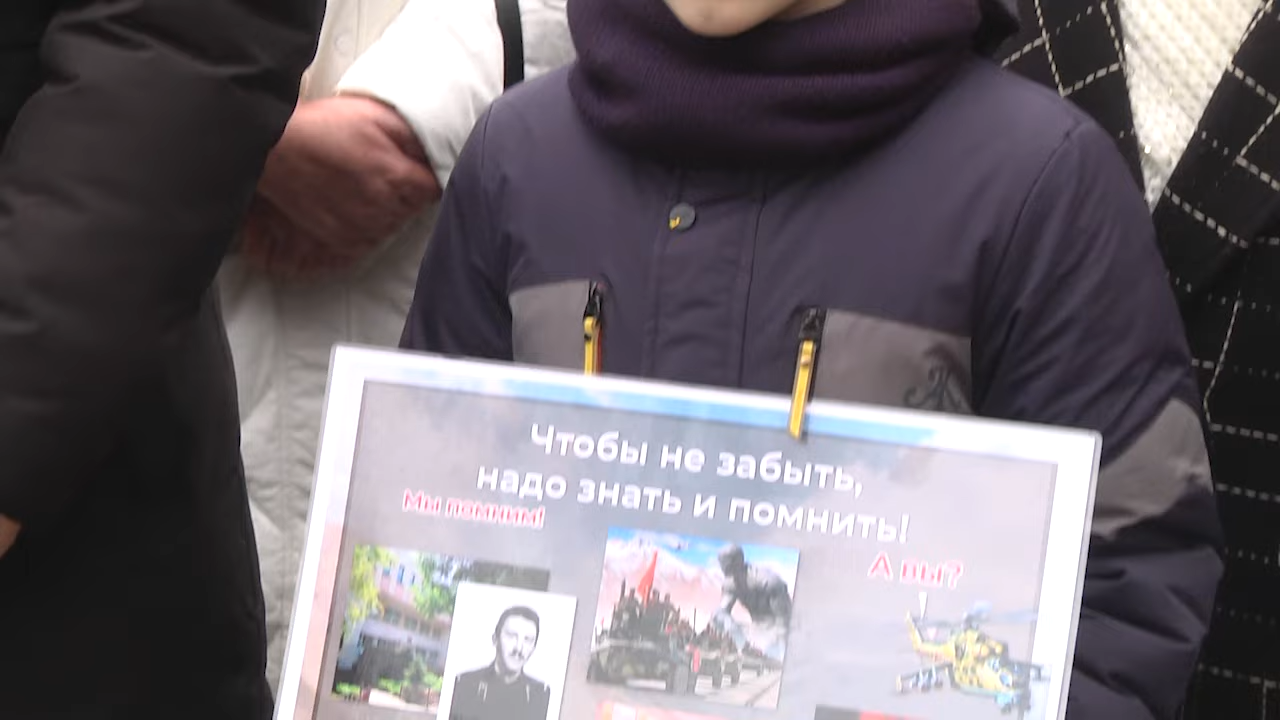 Чтобы не забыть,
надо знать и помнить!
Мы помним!
А вы?